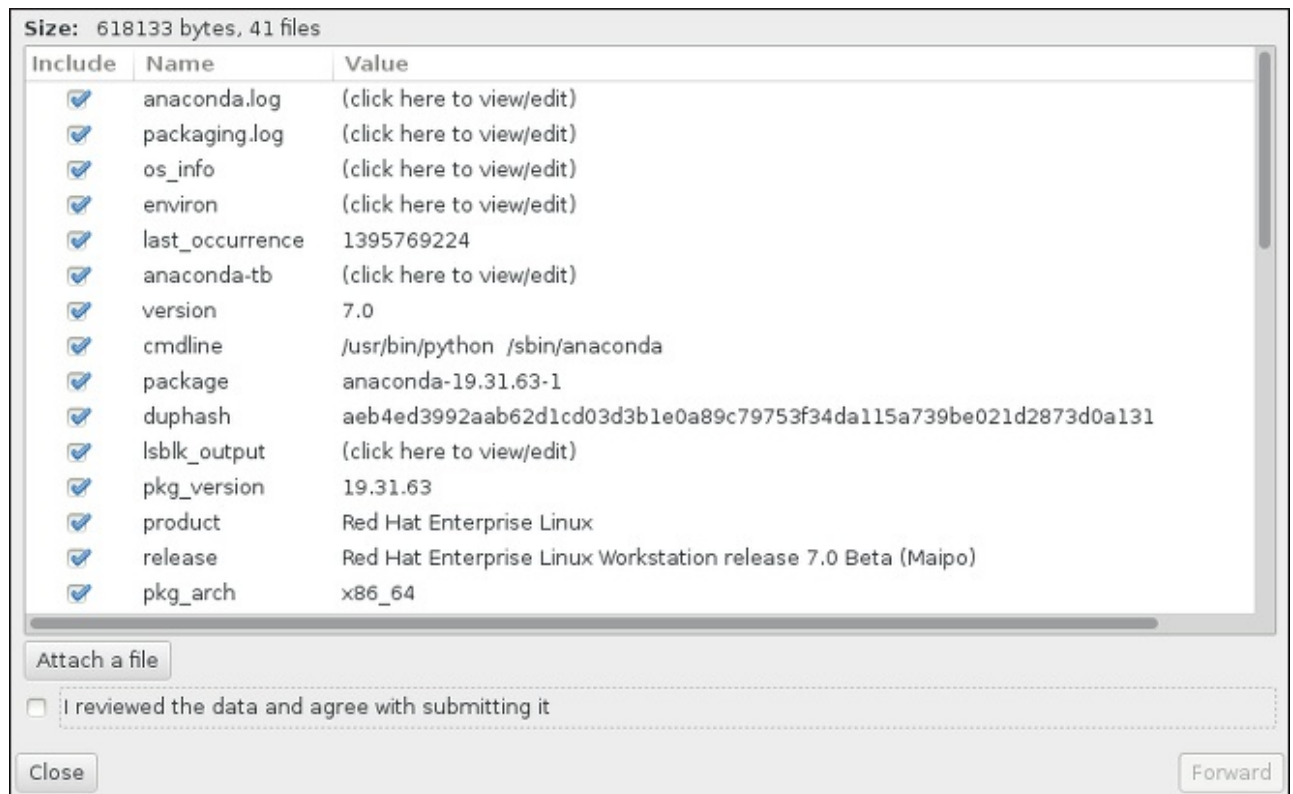 Size: 618133 bytes, 41 files
Include Name Value
anaconda.log (click here to view/edit)
packaging.log (click here to view/edit)
os_info (click here to view/edit)
environ (click here to view/edit)
last_occurrence 1395769224
anaconda-tb (click here to view/edit)
version 7.0
cmdline /usr/bin/python /sbin/anaconda
package anaconda-19.31.63-1
duphash aeb4ed3992aab62d1cd03d3b1e0a89c79753f34da115a739be021d2873d0a131
lsblk_output (click here to view/edit)
pkg_version 19.31.63
product Red Hat Enterprise Linux
release Red Hat Enterprise Linux Workstation release 7.0 Beta (Maipo)
pkg_arch x86_64
Attach a file
I reviewed the data and agree with submitting it
Close Forward